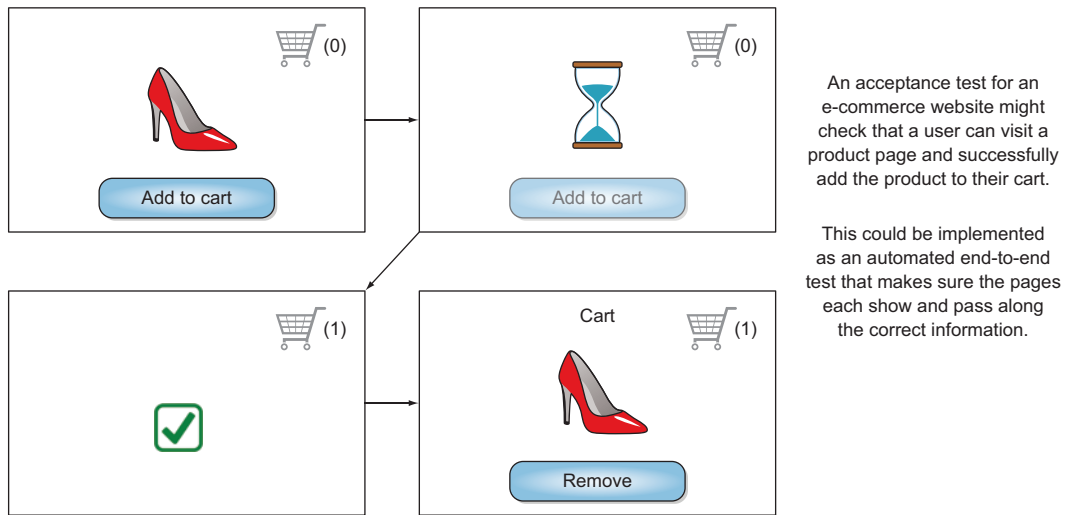 (0)
Add to cart
(0)
Add to cart
(1)
Cart
(1)
Remove
An acceptance test for an
e-commerce website might
check that a user can visit a
product page and successfully
add the product to their cart.
This could be implemented
as an automated end-to-end
test that makes sure the pages
each show and pass along
the correct information.